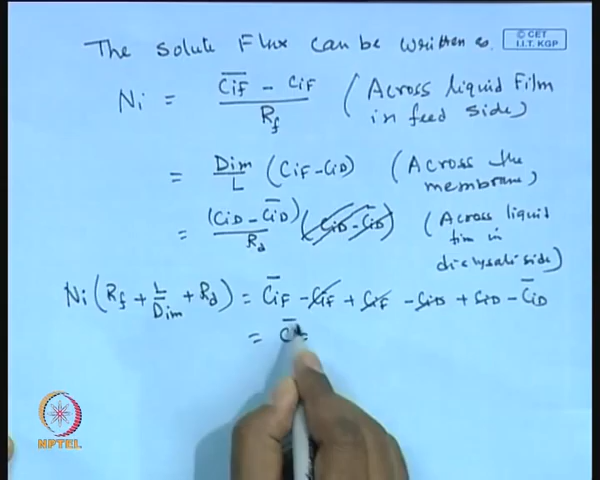 The solute Flux can be written as.
© CET
I.I.T. KGP
Ni = (C̅iF - CiF) / Rf (Across liquid Film in feed side)
= Dim/L (CiF - CiD) (Across the membrane)
= (CiD - C̅iD) / Rd (CiD - C̅iD) (Across liquid film in dialysate side)
Ni (Rf + L/Dim + Rd) = C̅iF - CiF + CiF - CiD + CiD - C̅iD
= C̅
NPTEL